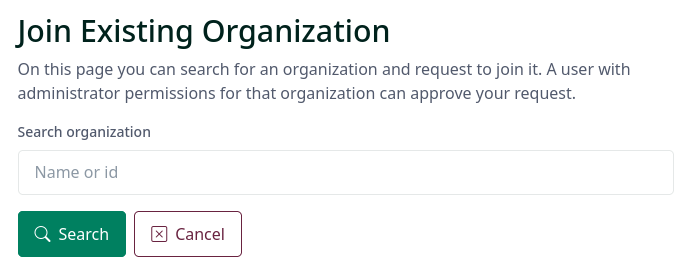 Join Existing Organization
On this page you can search for an organization and request to join it. A user with
administrator permissions for that organization can approve your request.
Search organization
Name or id
Search Cancel